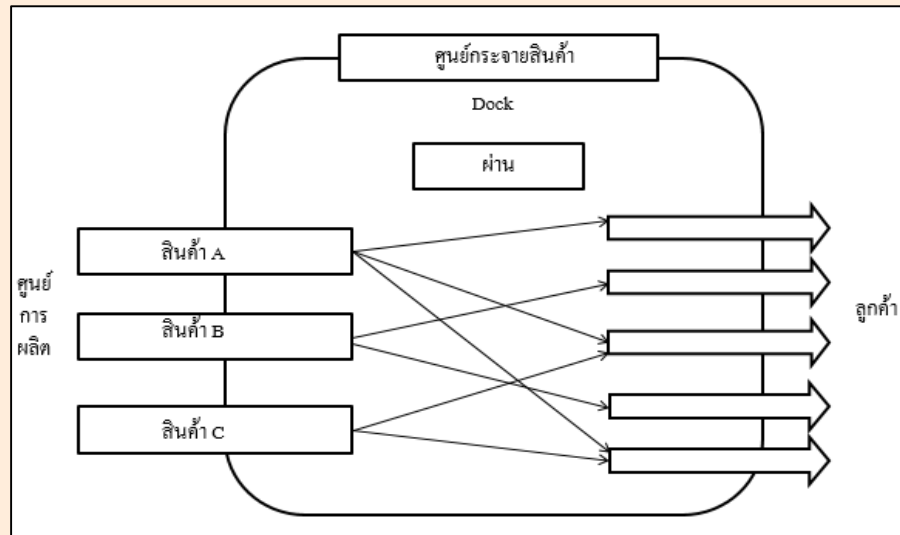 ศูนย์กระจายสินค้า
Dock
ผ่าน
สินค้า A
สินค้า B
สินค้า C
ศูนย์
การ
ผลิต
ลูกค้า